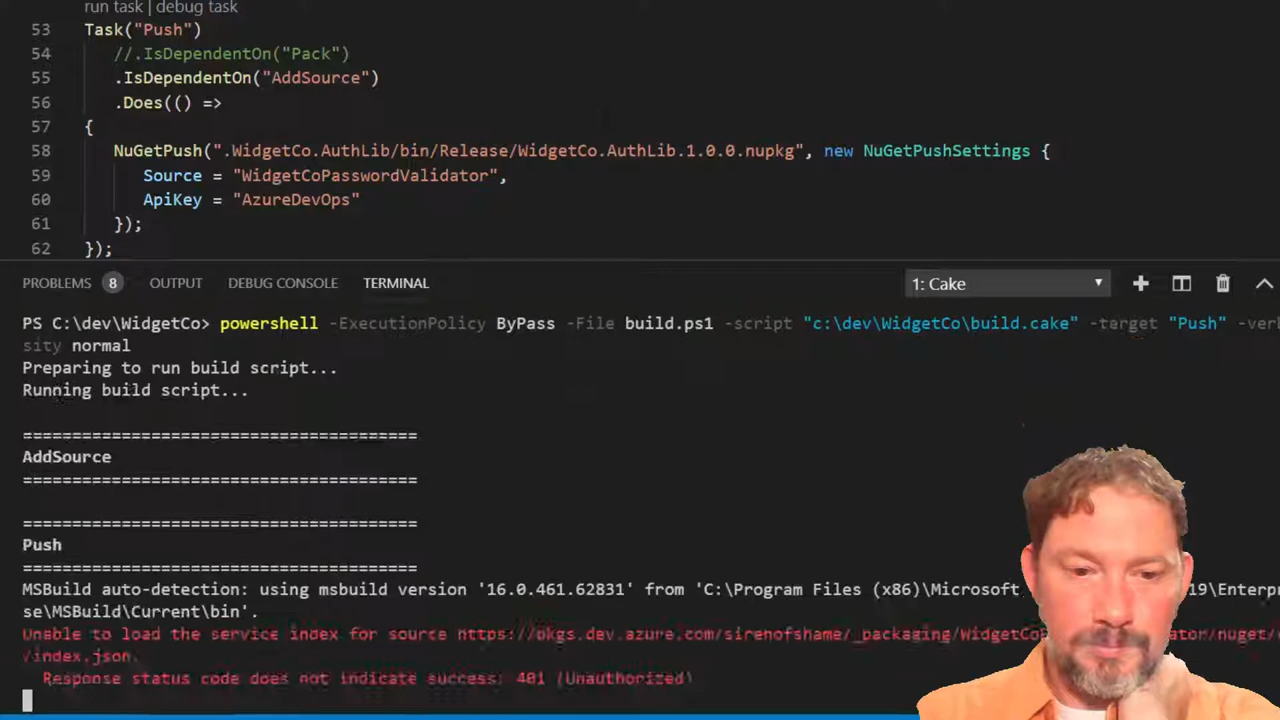 run task | debug task
53 Task("Push")
54 //.IsDependentOn("Pack")
55 .IsDependentOn("AddSource")
56 .Does(() =>
57 {
58 NuGetPush(".WidgetCo.AuthLib/bin/Release/WidgetCo.AuthLib.1.0.0.nupkg", new NuGetPushSettings {
59 Source = "WidgetCoPasswordValidator",
60 ApiKey = "AzureDevOps"
61 });
62 });
PROBLEMS 8 OUTPUT DEBUG CONSOLE TERMINAL 1: Cake
PS C:\dev\WidgetCo> powershell -ExecutionPolicy ByPass -File build.ps1 -script "c:\dev\WidgetCo\build.cake" -target "Push" -ver
sity normal
Preparing to run build script...
Running build script...
========================================
AddSource
========================================
========================================
Push
========================================
MSBuild auto-detection: using msbuild version '16.0.461.62831' from 'C:\Program Files (x86)\Microsoft 19\Enterpr
se\MSBuild\Current\bin'.
Unable to load the service index for source https://pkgs.dev.azure.com/sirenofshame/_packaging/WidgetCo ator/nuget/
/index.json.
Response status code does not indicate success: 401 (Unauthorized)